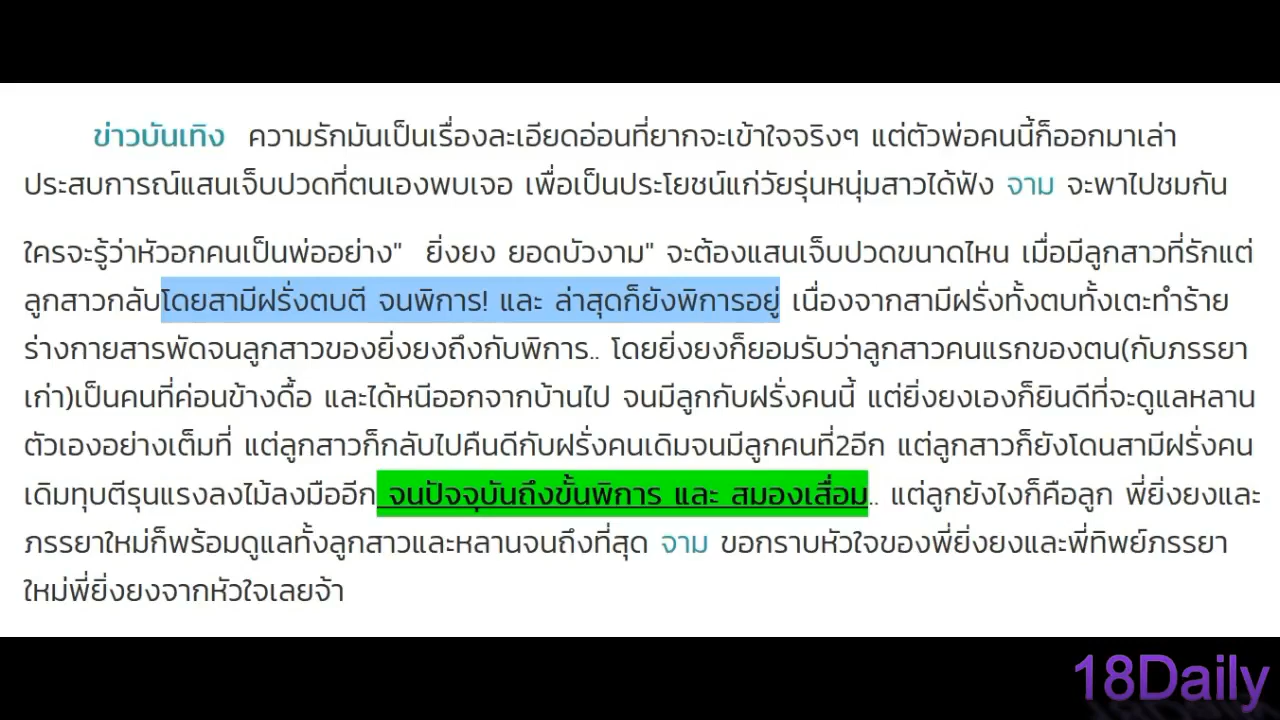 ข่าวบันเทิง ความรักมันเป็นเรื่องละเอียดอ่อนที่ยากจะเข้าใจจริงๆ แต่ตัวพ่อคนนี้ก็ออกมาเล่า
ประสบการณ์แสนเจ็บปวดที่ตนเองพบเจอ เพื่อเป็นประโยชน์แก่วัยรุ่นหนุ่มสาวได้ฟัง จาม จะพาไปชมกัน
ใครจะรู้ว่าหัวอกคนเป็นพ่ออย่าง" ยิ่งยง ยอดบัวงาม" จะต้องแสนเจ็บปวดขนาดไหน เมื่อมีลูกสาวที่รักแต่
ลูกสาวกลับโดยสามีฝรั่งตบตี จนพิการ! และ ล่าสุดก็ยังพิการอยู่ เนื่องจากสามีฝรั่งทั้งตบทั้งเตะทำร้าย
ร่างกายสารพัดจนลูกสาวของยิ่งยงถึงกับพิการ.. โดยยิ่งยงก็ยอมรับว่าลูกสาวคนแรกของตน(กับภรรยา
เก่า)เป็นคนที่ค่อนข้างดื้อ และได้หนีออกจากบ้านไป จนมีลูกกับฝรั่งคนนี้ แต่ยิ่งยงเองก็ยินดีที่จะดูแลหลาน
ตัวเองอย่างเต็มที่ แต่ลูกสาวก็กลับไปคืนดีกับฝรั่งคนเดิมจนมีลูกคนที่2อีก แต่ลูกสาวก็ยังโดนสามีฝรั่งคน
เดิมทุบตีรุนแรงลงไม้ลงมืออีก จนปัจจุบันถึงขั้นพิการ และ สมองเสื่อม.. แต่ลูกยังไงก็คือลูก พี่ยิ่งยงและ
ภรรยาใหม่ก็พร้อมดูแลทั้งลูกสาวและหลานจนถึงที่สุด จาม ขอกราบหัวใจของพี่ยิ่งยงและพี่ทิพย์ภรรยา
ใหม่พี่ยิ่งยงจากหัวใจเลยจ้า
18Daily